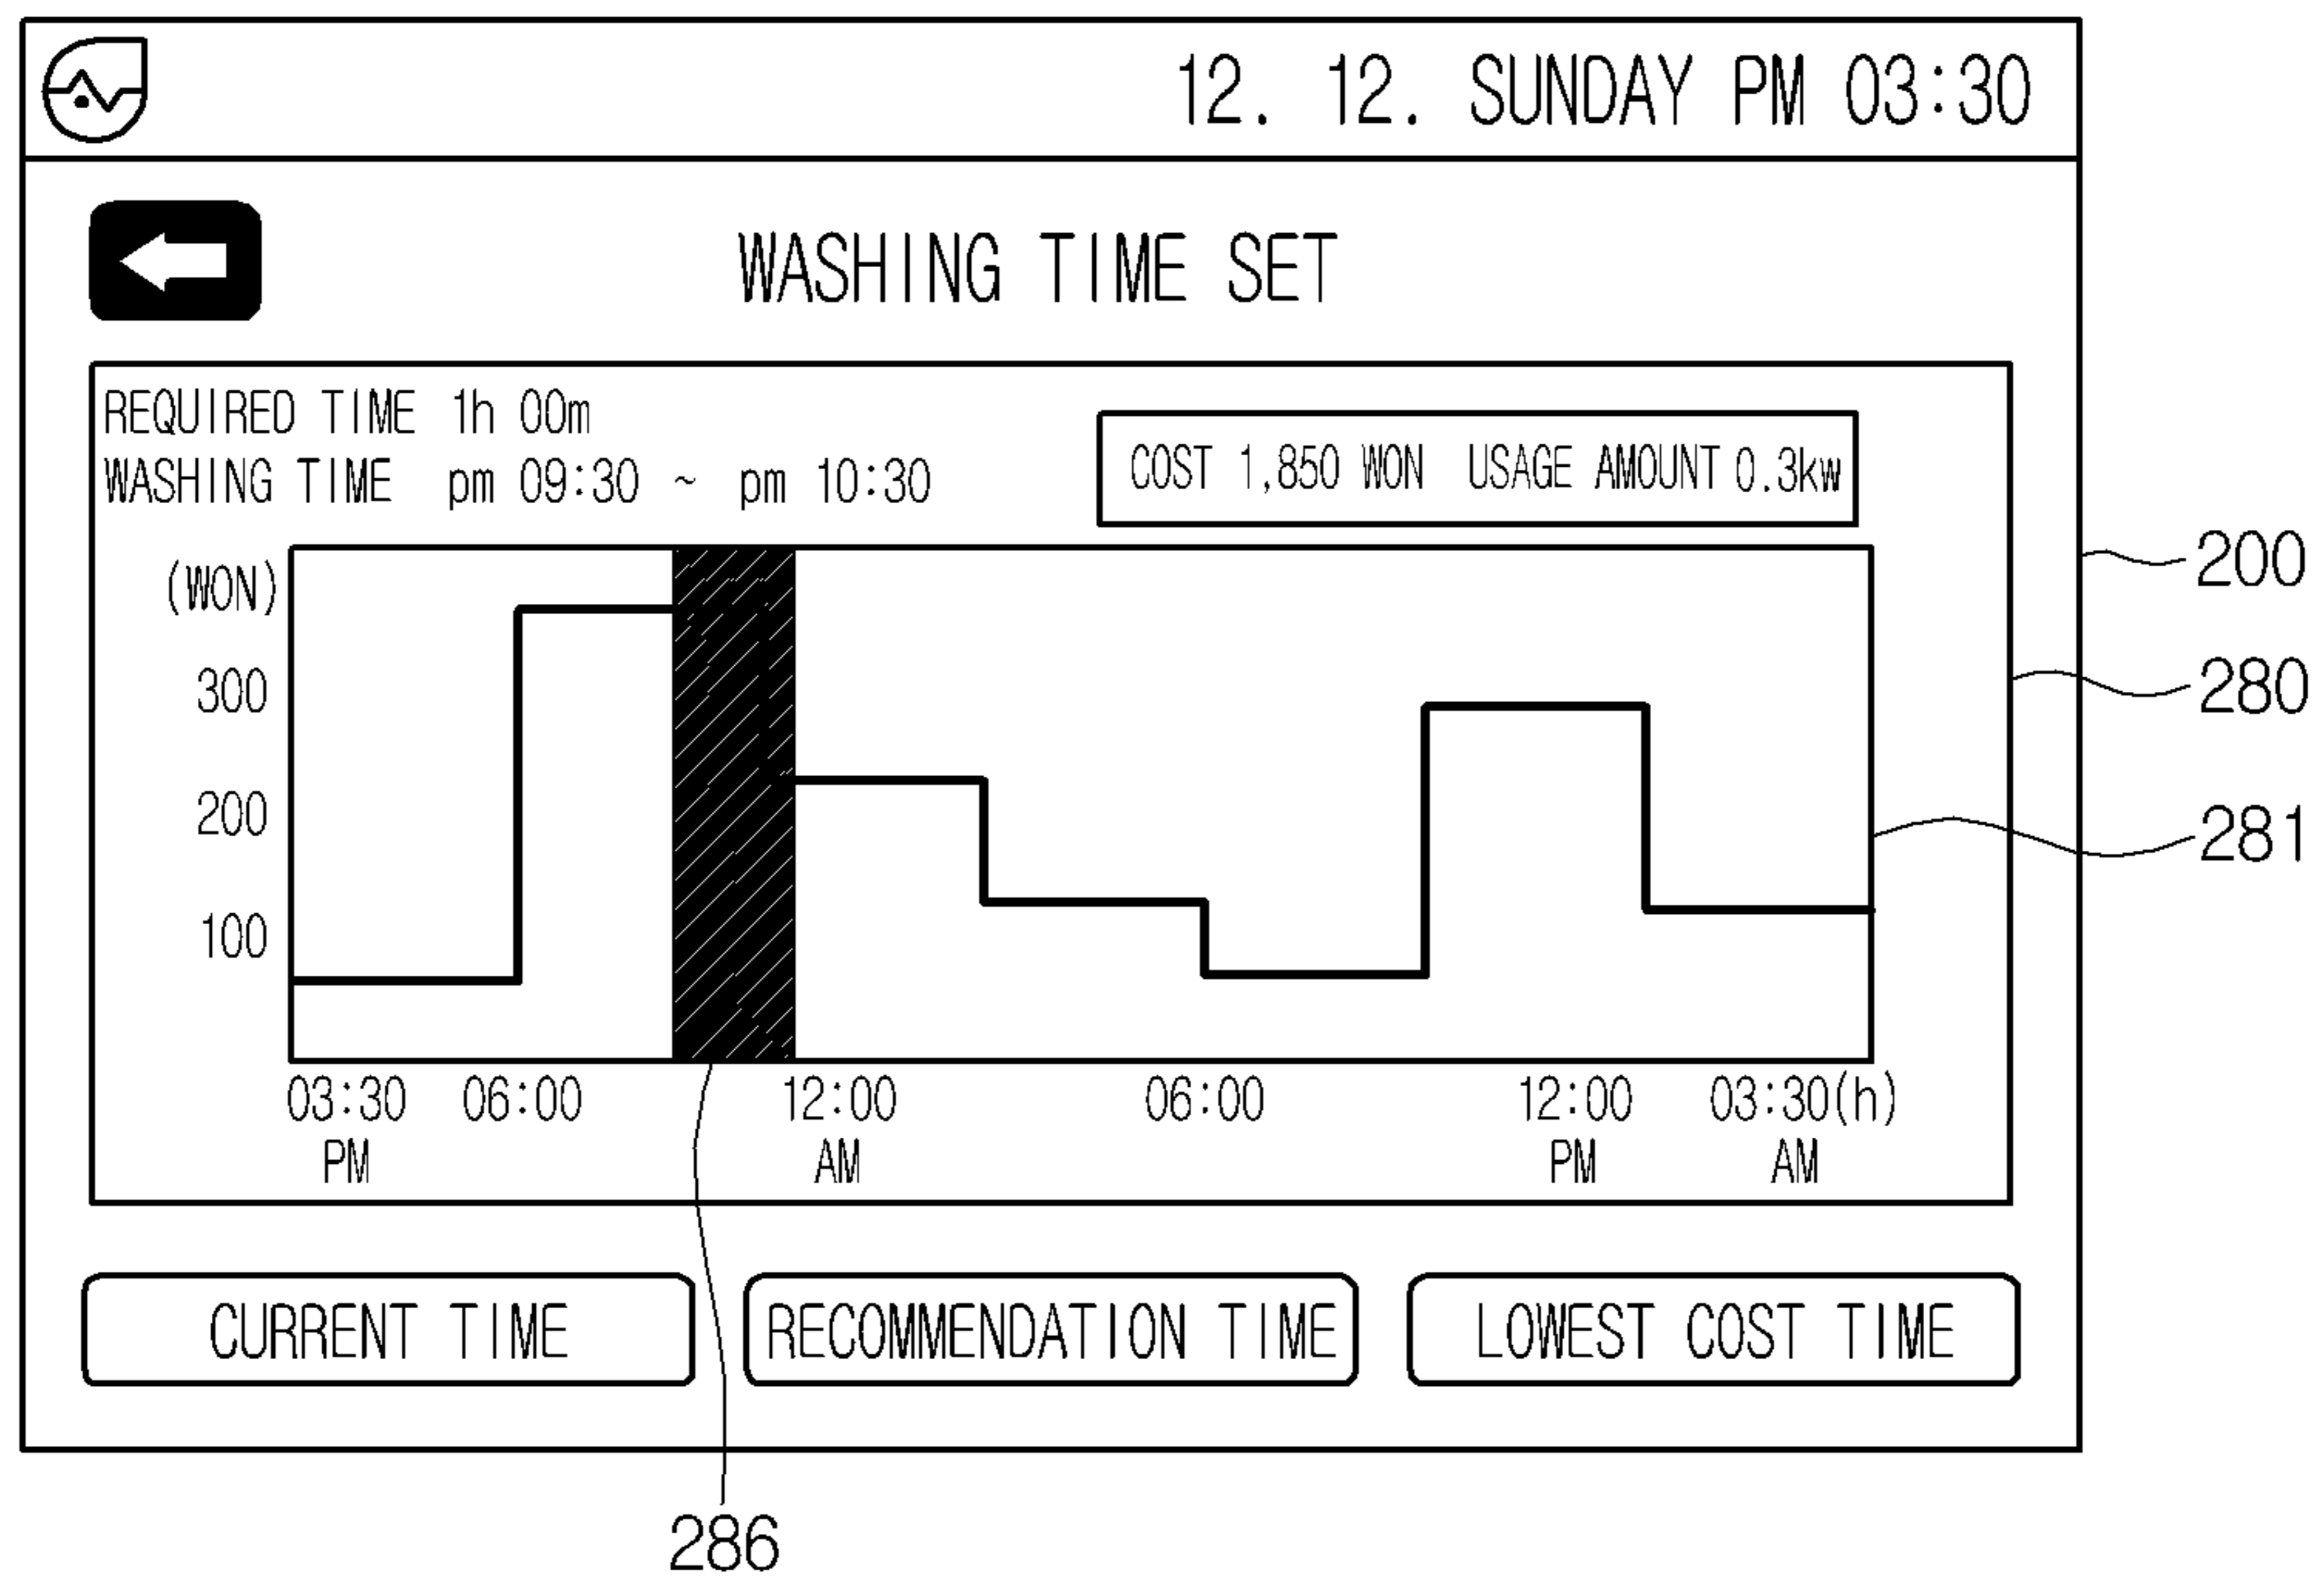 12. 12. SUNDAY PM 03:30
WASHING TIME SET
REQUIRED TIME 1h 00m
WASHING TIME pm 09:30 ~ pm 10:30
COST 1,850 WON USAGE AMOUNT 0.3kw
(WON)
300
200
100
03:30 06:00 12:00 06:00 12:00 03:30(h)
PM AM PM AM
CURRENT TIME RECOMMENDATION TIME LOWEST COST TIME
200
280
281
286